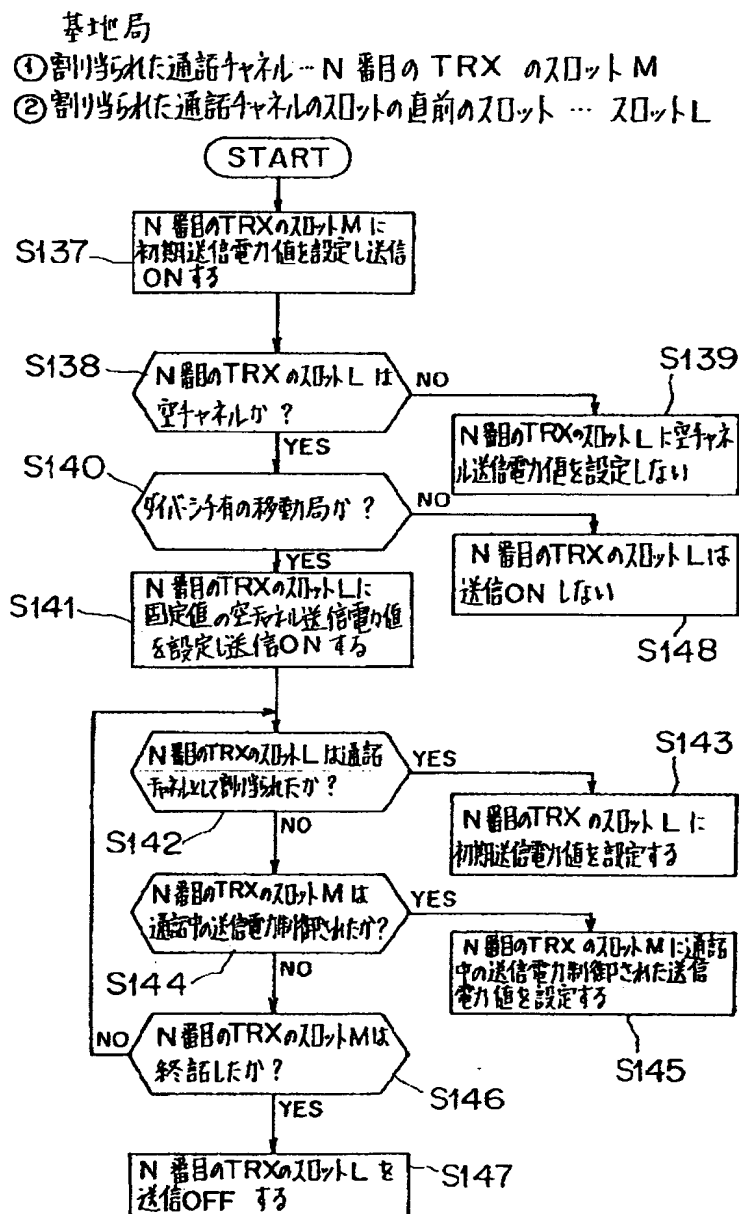 基地局
①割り当られた通話チャネル…N 番目の TRX のスロット M
②割り当られた通話チャネルのスロットの直前のスロット … スロット L
START
N 番目のTRXのスロットMに
初期送信電力値を設定し送信
ONする
S137
S138
N番目のTRXのスロットLは
空チャネルか？
NO
YES
S139
N番目のTRXのスロットLに空チャネ
ル送信電力値を設定しない
S140
ダイバーシチ有の移動局か？
NO
YES
N 番目のTRXのスロットLは
送信ON しない
S148
S141
N 番目のTRXのスロットLに
固定値の空チャネル送信電力値
を設定し送信ONする
N番目のTRXのスロットLは通話
チャネルとして割り当られたか？
YES
S142
NO
S143
N番目のTRXのスロットLに
初期送信電力値を設定する
N番目のTRXのスロットMは
通話中の送信電力制御されたか？
YES
S144
NO
N番目のTRXのスロットMに通話
中の送信電力制御された送信
電力値を設定する
S145
NO
N番目のTRXのスロットMは
終話したか？
S146
YES
N 番目のTRXのスロットLを
送信OFF する
S147